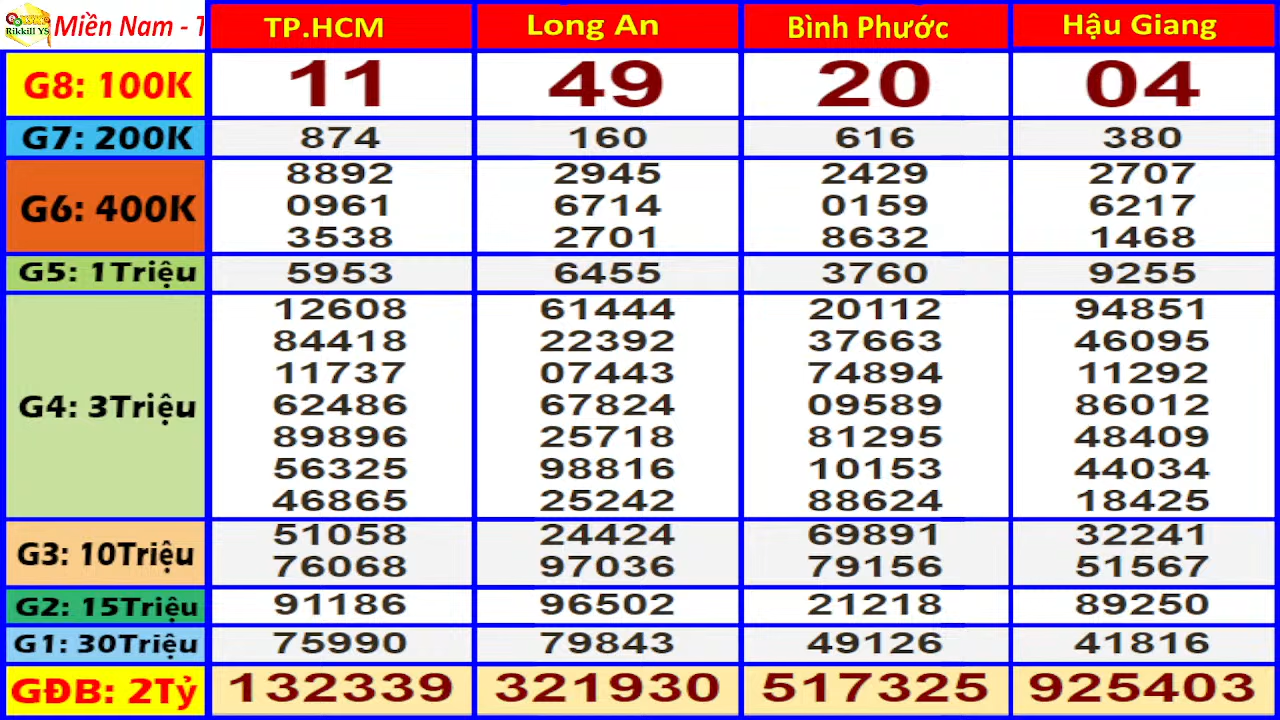 Rikkill YS
Miền Nam - T
TP.HCM Long An Bình Phước Hậu Giang
G8: 100K 11 49 20 04
G7: 200K 874 160 616 380
G6: 400K 8892 2945 2429 2707
0961 6714 0159 6217
3538 2701 8632 1468
G5: 1Triệu 5953 6455 3760 9255
G4: 3Triệu 12608 61444 20112 94851
84418 22392 37663 46095
11737 07443 74894 11292
62486 67824 09589 86012
89896 25718 81295 48409
56325 98816 10153 44034
46865 25242 88624 18425
G3: 10Triệu 51058 24424 69891 32241
76068 97036 79156 51567
G2: 15Triệu 91186 96502 21218 89250
G1: 30Triệu 75990 79843 49126 41816
GĐB: 2Tỷ 132339 321930 517325 925403